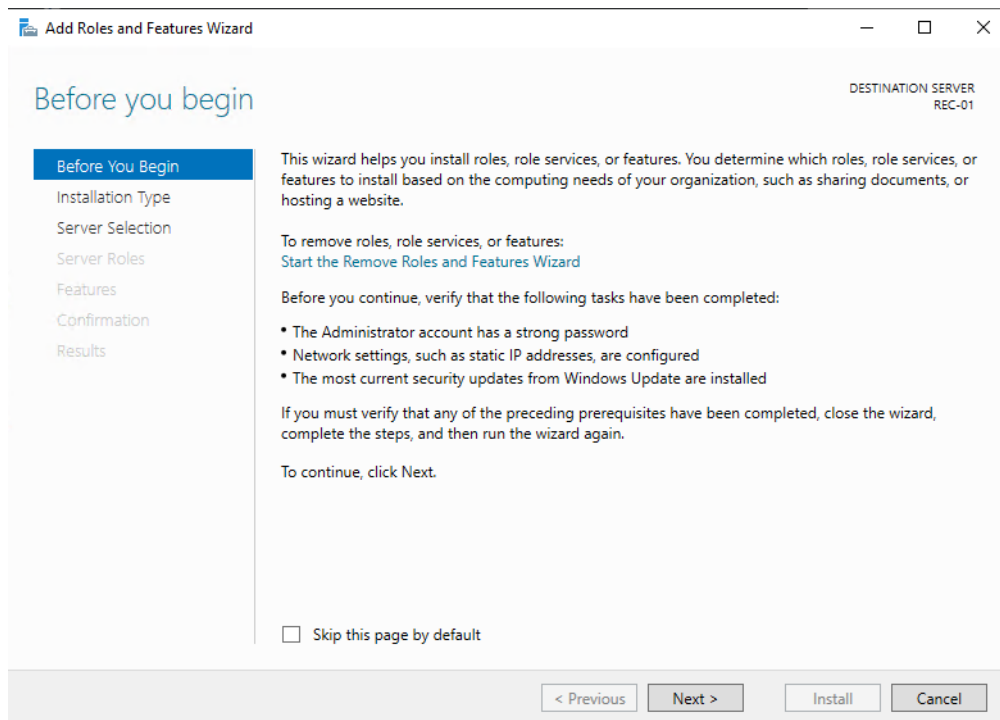 Add Roles and Features Wizard
Before you begin
DESTINATION SERVER
REC-01
Before You Begin
Installation Type
Server Selection
Server Roles
Features
Confirmation
Results
This wizard helps you install roles, role services, or features. You determine which roles, role services, or
features to install based on the computing needs of your organization, such as sharing documents, or
hosting a website.
To remove roles, role services, or features:
Start the Remove Roles and Features Wizard
Before you continue, verify that the following tasks have been completed:
• The Administrator account has a strong password
• Network settings, such as static IP addresses, are configured
• The most current security updates from Windows Update are installed
If you must verify that any of the preceding prerequisites have been completed, close the wizard,
complete the steps, and then run the wizard again.
To continue, click Next.
Skip this page by default
< Previous
Next >
Install
Cancel